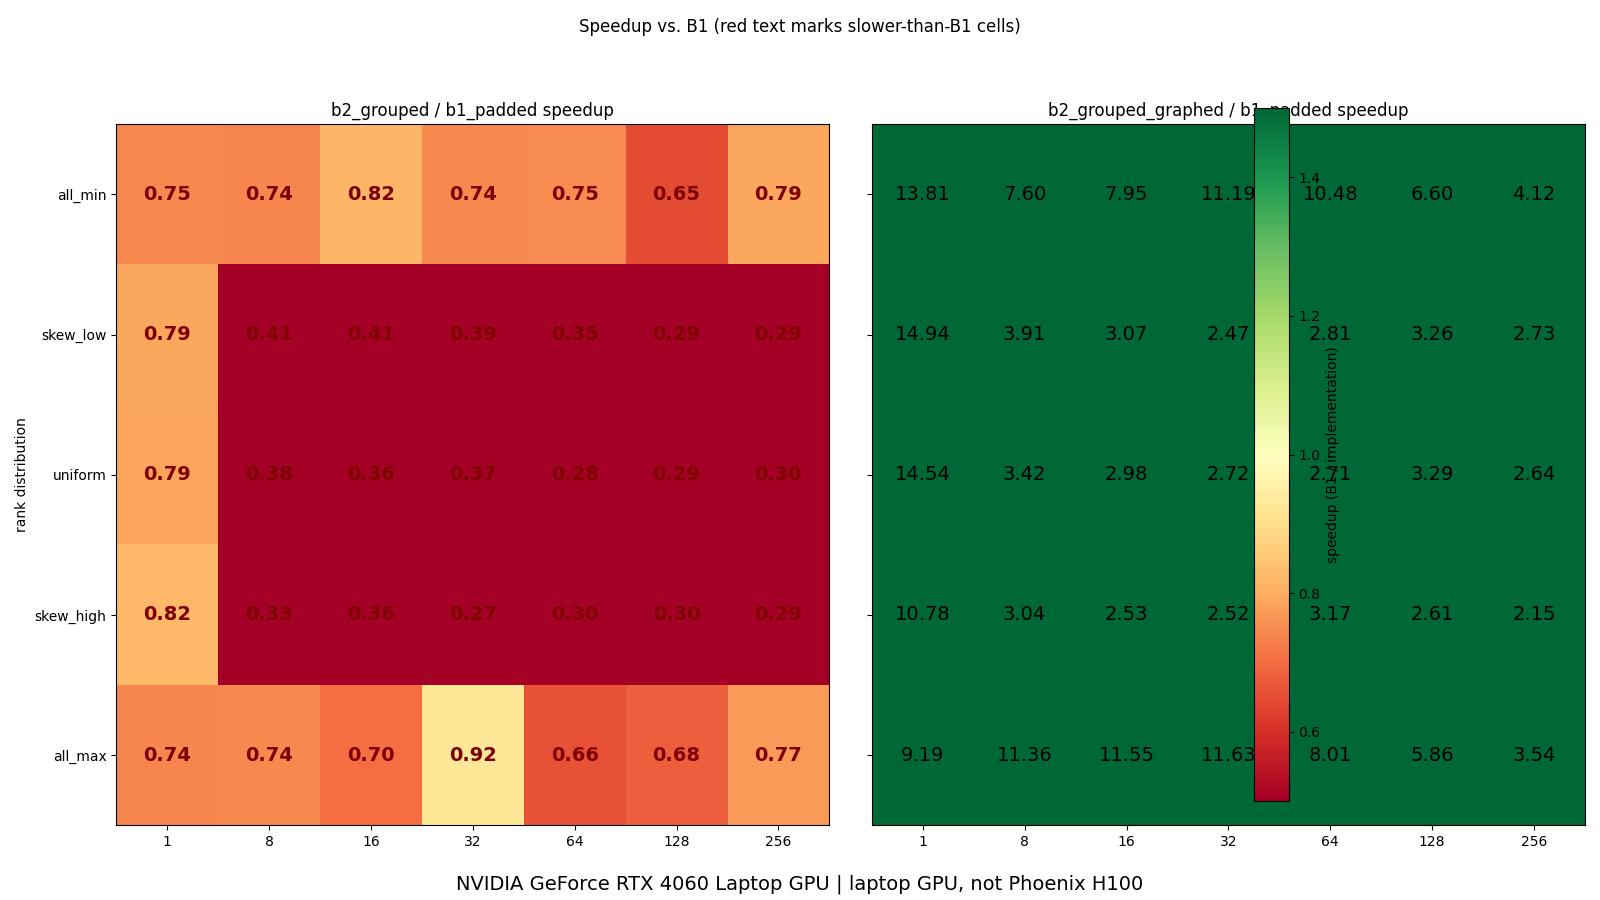 Speedup vs. B1 (red text marks slower-than-B1 cells)
b2_grouped / b1_padded speedup
all_min 0.75 0.74 0.82 0.74 0.75 0.65 0.79
skew_low 0.79 0.41 0.41 0.39 0.35 0.29 0.29
uniform 0.79 0.38 0.36 0.37 0.28 0.29 0.30
skew_high 0.82 0.33 0.36 0.27 0.30 0.30 0.29
all_max 0.74 0.74 0.70 0.92 0.66 0.68 0.77
1 8 16 32 64 128 256
rank distribution
b2_grouped_graphed / b1_padded speedup
13.81 7.60 7.95 11.19 10.48 6.60 4.12
14.94 3.91 3.07 2.47 2.81 3.26 2.73
14.54 3.42 2.98 2.72 2.71 3.29 2.64
10.78 3.04 2.53 2.52 3.17 2.61 2.15
9.19 11.36 11.55 11.63 8.01 5.86 3.54
1 8 16 32 64 128 256
1.4
1.2
1.0
0.8
0.6
speedup (B1 / implementation)
NVIDIA GeForce RTX 4060 Laptop GPU | laptop GPU, not Phoenix H100